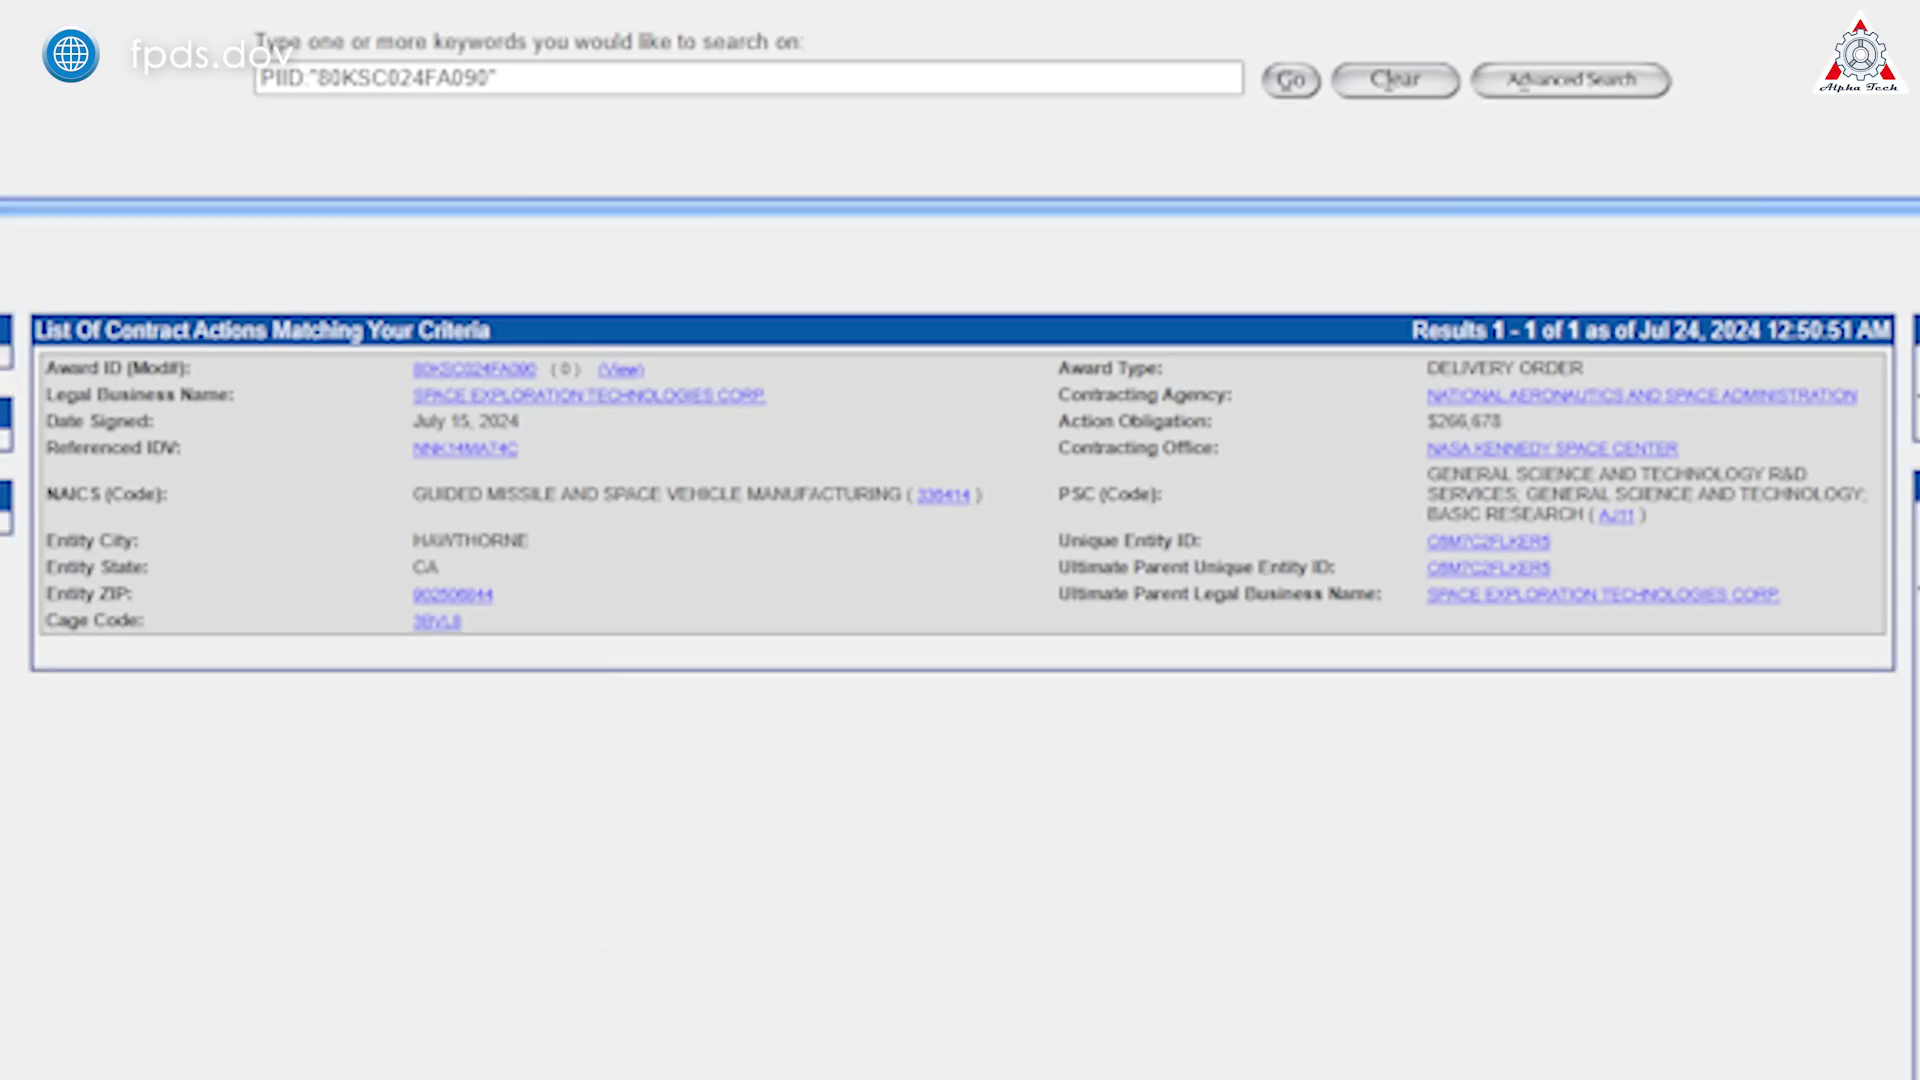 fpds.dov
Type one or more keywords you would like to search on:
PIID:"80KSC024FA090"
Go
Clear
Advanced Search
Alpha Tech
List Of Contract Actions Matching Your Criteria
Results 1 - 1 of 1 as of Jul 24, 2024 12:50:51 AM
Award ID (Mod#): 80KSC024FA090 ( 0 ) (View) Award Type: DELIVERY ORDER
Legal Business Name: SPACE EXPLORATION TECHNOLOGIES CORP. Contracting Agency: NATIONAL AERONAUTICS AND SPACE ADMINISTRATION
Date Signed: July 15, 2024 Action Obligation: $266,678
Referenced IDV: NNK14MA74C Contracting Office: NASA KENNEDY SPACE CENTER
NAICS (Code): GUIDED MISSILE AND SPACE VEHICLE MANUFACTURING ( 336414 ) PSC (Code): GENERAL SCIENCE AND TECHNOLOGY R&D
SERVICES; GENERAL SCIENCE AND TECHNOLOGY;
BASIC RESEARCH ( AJ11 )
Entity City: HAWTHORNE Unique Entity ID:
Entity State: CA Ultimate Parent Unique Entity ID:
Entity ZIP: 902506844 Ultimate Parent Legal Business Name: SPACE EXPLORATION TECHNOLOGIES CORP.
Cage Code: 3BVL8